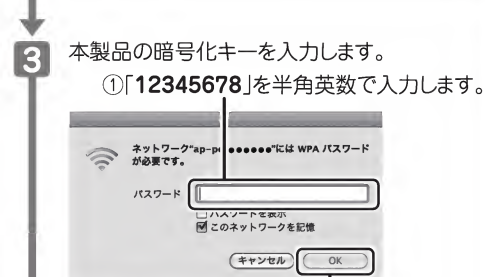 3 本製品の暗号化キーを入力します。
①「12345678」を半角英数で入力します。
ネットワーク"ap-pc ●●●●●●"には WPA パスワード
が必要です。
パスワード
パスワードを表示
このネットワークを記憶
キャンセル OK